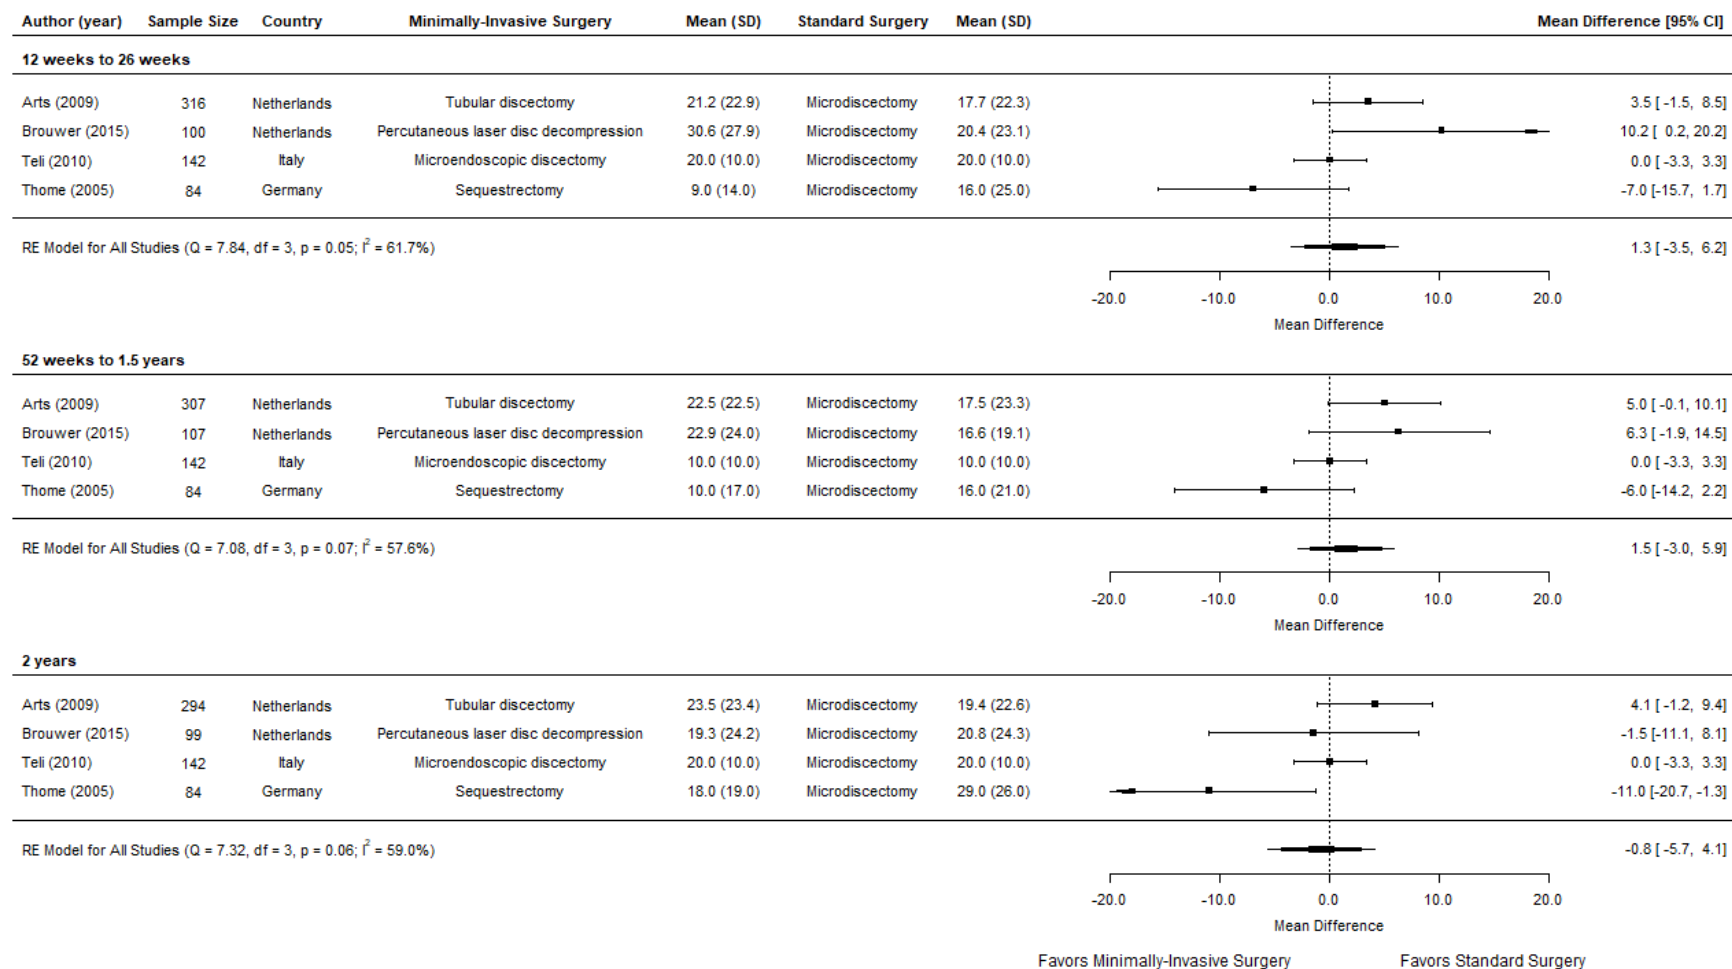 Author (year) Sample Size Country Minimally-Invasive Surgery Mean (SD) Standard Surgery Mean (SD) Mean Difference [95% CI]
12 weeks to 26 weeks
Arts (2009) 316 Netherlands Tubular discectomy 21.2 (22.9) Microdiscectomy 17.7 (22.3) 3.5 [ -1.5, 8.5]
Brouwer (2015) 100 Netherlands Percutaneous laser disc decompression 30.6 (27.9) Microdiscectomy 20.4 (23.1) 10.2 [ 0.2, 20.2]
Teli (2010) 142 Italy Microendoscopic discectomy 20.0 (10.0) Microdiscectomy 20.0 (10.0) 0.0 [ -3.3, 3.3]
Thome (2005) 84 Germany Sequestrectomy 9.0 (14.0) Microdiscectomy 16.0 (25.0) -7.0 [-15.7, 1.7]
RE Model for All Studies (Q = 7.84, df = 3, p = 0.05; I² = 61.7%) 1.3 [ -3.5, 6.2]
-20.0 -10.0 0.0 10.0 20.0
Mean Difference
52 weeks to 1.5 years
Arts (2009) 307 Netherlands Tubular discectomy 22.5 (22.5) Microdiscectomy 17.5 (23.3) 5.0 [ -0.1, 10.1]
Brouwer (2015) 107 Netherlands Percutaneous laser disc decompression 22.9 (24.0) Microdiscectomy 16.6 (19.1) 6.3 [ -1.9, 14.5]
Teli (2010) 142 Italy Microendoscopic discectomy 10.0 (10.0) Microdiscectomy 10.0 (10.0) 0.0 [ -3.3, 3.3]
Thome (2005) 84 Germany Sequestrectomy 10.0 (17.0) Microdiscectomy 16.0 (21.0) -6.0 [-14.2, 2.2]
RE Model for All Studies (Q = 7.08, df = 3, p = 0.07; I² = 57.6%) 1.5 [ -3.0, 5.9]
-20.0 -10.0 0.0 10.0 20.0
Mean Difference
2 years
Arts (2009) 294 Netherlands Tubular discectomy 23.5 (23.4) Microdiscectomy 19.4 (22.6) 4.1 [ -1.2, 9.4]
Brouwer (2015) 99 Netherlands Percutaneous laser disc decompression 19.3 (24.2) Microdiscectomy 20.8 (24.3) -1.5 [-11.1, 8.1]
Teli (2010) 142 Italy Microendoscopic discectomy 20.0 (10.0) Microdiscectomy 20.0 (10.0) 0.0 [ -3.3, 3.3]
Thome (2005) 84 Germany Sequestrectomy 18.0 (19.0) Microdiscectomy 29.0 (26.0) -11.0 [-20.7, -1.3]
RE Model for All Studies (Q = 7.32, df = 3, p = 0.06; I² = 59.0%) -0.8 [ -5.7, 4.1]
-20.0 -10.0 0.0 10.0 20.0
Mean Difference
Favors Minimally-Invasive Surgery Favors Standard Surgery